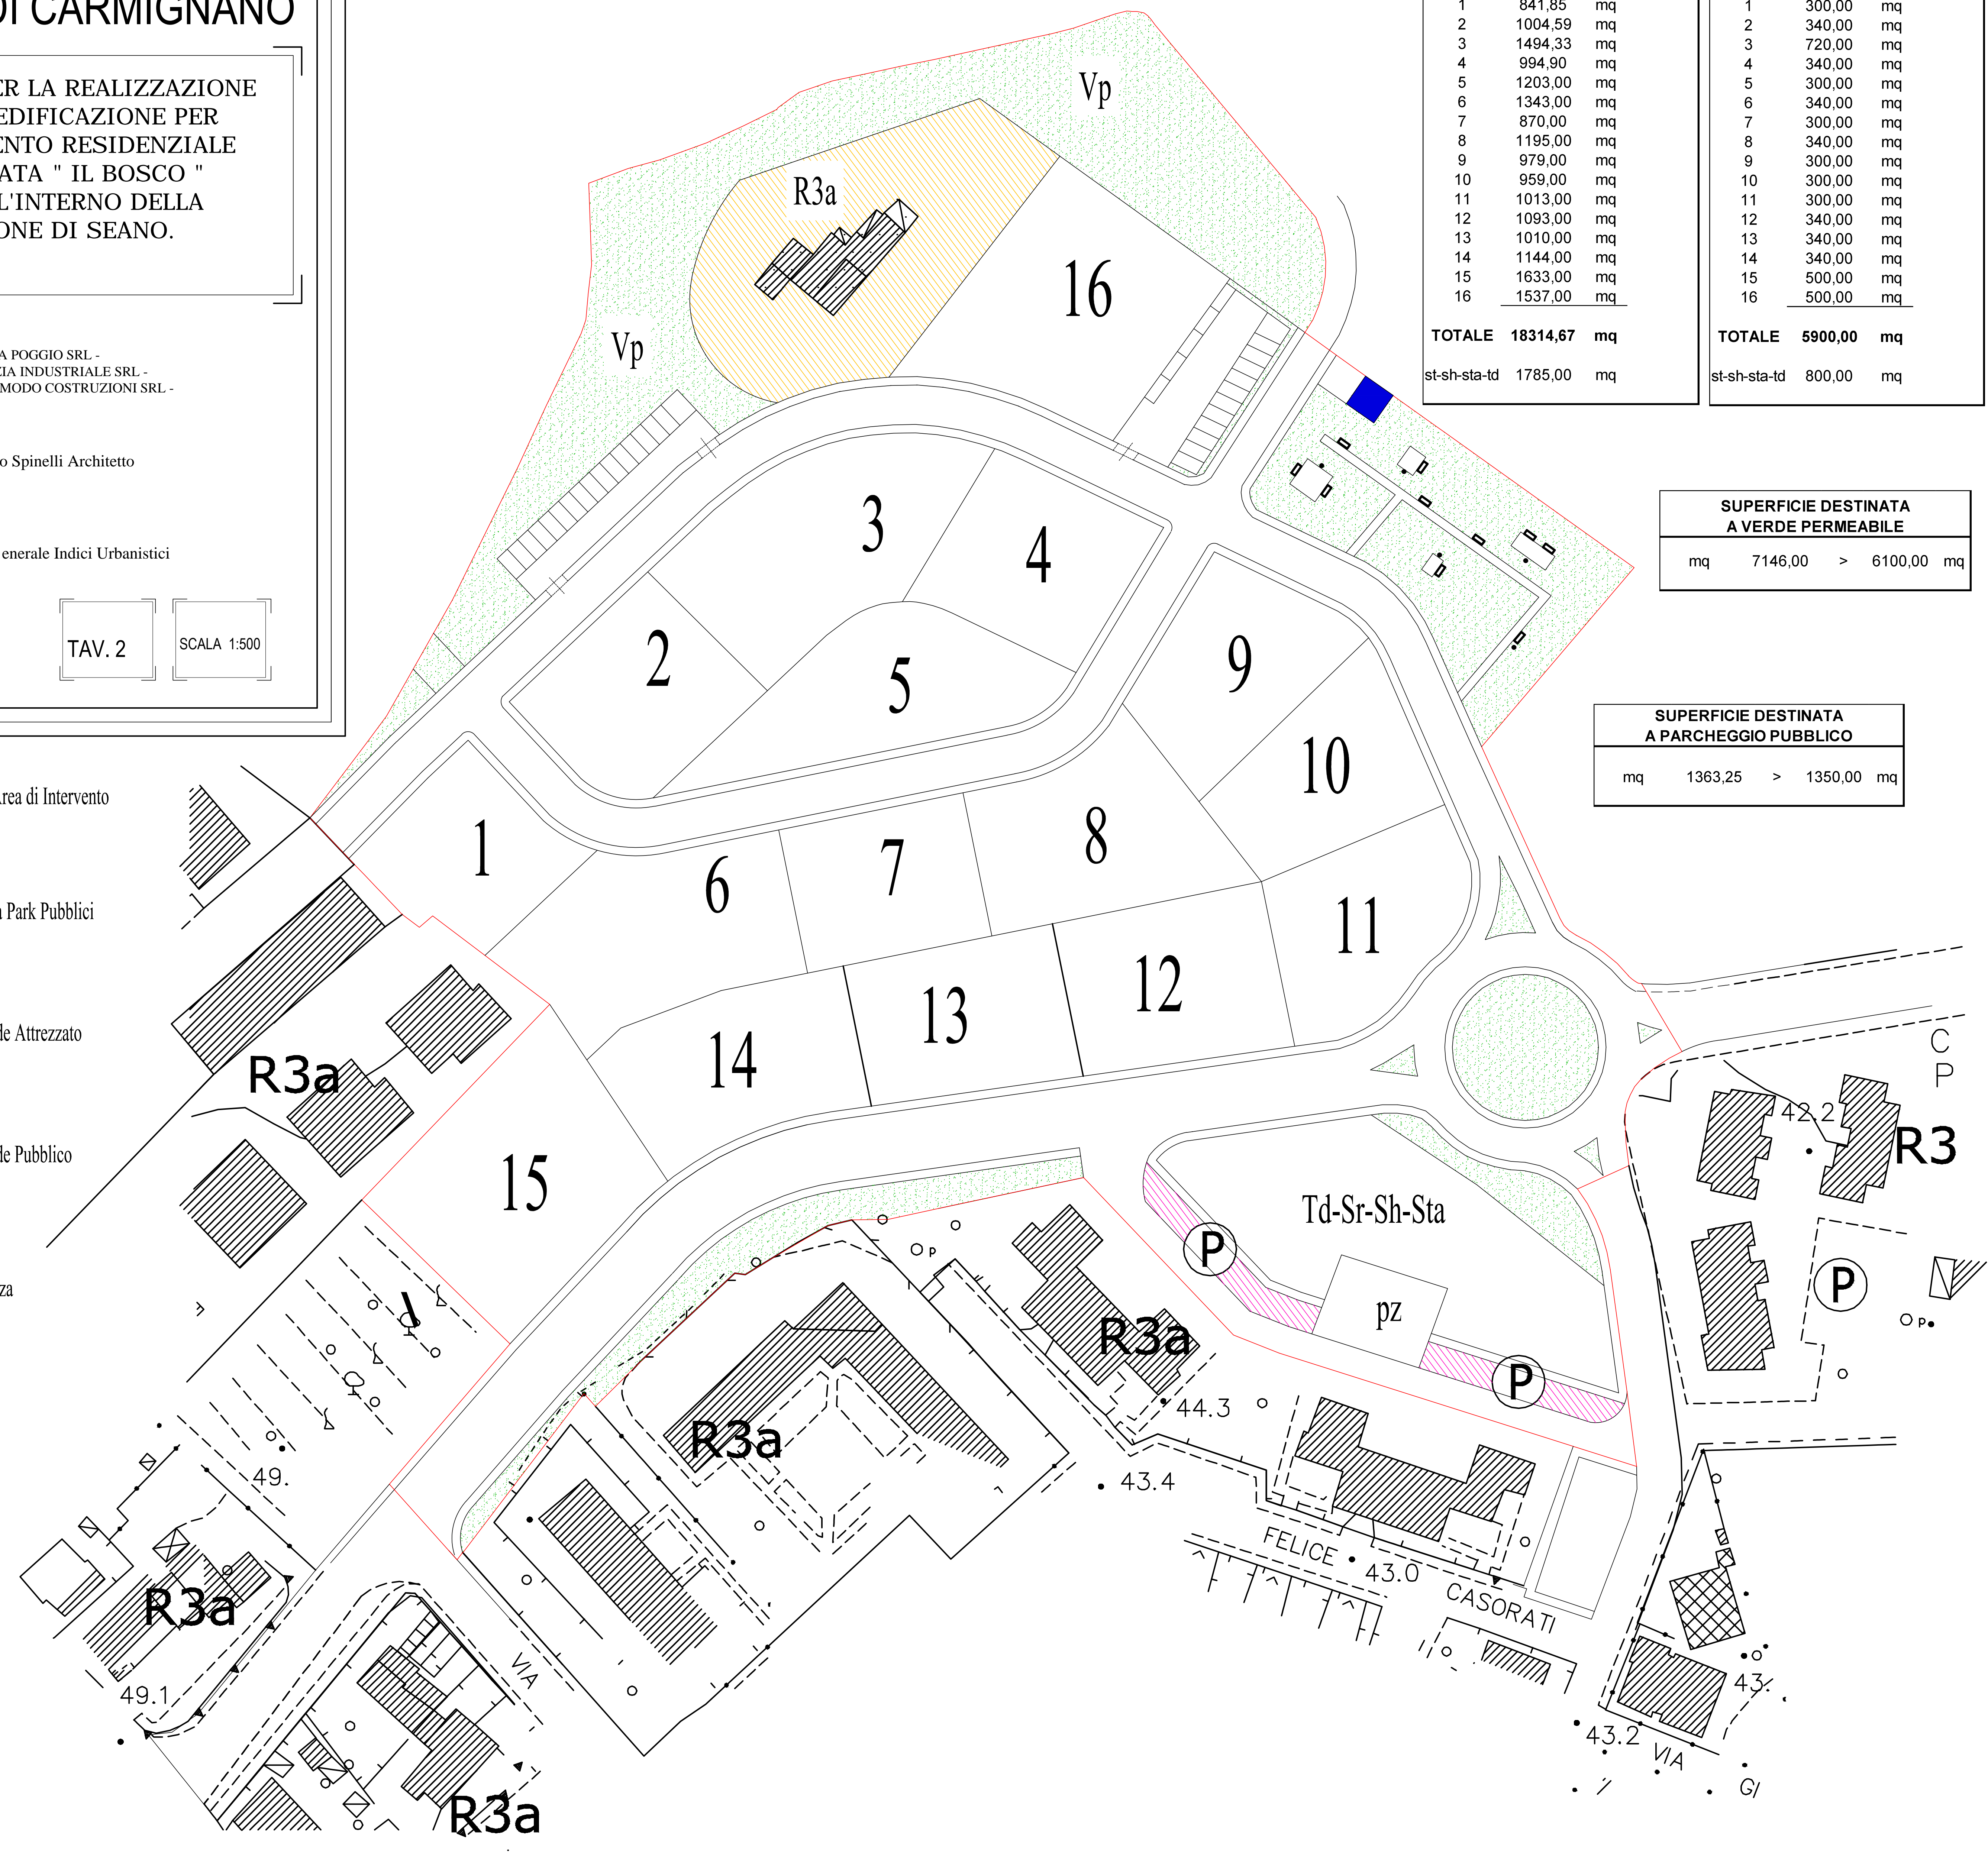 DI CARMIGNANO
ER LA REALIZZAZIONE
EDIFICAZIONE PER
ENTO RESIDENZIALE
ATA " IL BOSCO "
L'INTERNO DELLA
ONE DI SEANO.
A POGGIO SRL -
ZIA INDUSTRIALE SRL -
MODO COSTRUZIONI SRL -
o Spinelli Architetto
enerale Indici Urbanistici
TAV. 2
SCALA 1:500
rea di Intervento
a Park Pubblici
de Attrezzato
de Pubblico
za
1 841,85 mq
2 1004,59 mq
3 1494,33 mq
4 994,90 mq
5 1203,00 mq
6 1343,00 mq
7 870,00 mq
8 1195,00 mq
9 979,00 mq
10 959,00 mq
11 1013,00 mq
12 1093,00 mq
13 1010,00 mq
14 1144,00 mq
15 1633,00 mq
16 1537,00 mq
TOTALE 18314,67 mq
st-sh-sta-td 1785,00 mq
1 300,00 mq
2 340,00 mq
3 720,00 mq
4 340,00 mq
5 300,00 mq
6 340,00 mq
7 300,00 mq
8 340,00 mq
9 300,00 mq
10 300,00 mq
11 300,00 mq
12 340,00 mq
13 340,00 mq
14 340,00 mq
15 500,00 mq
16 500,00 mq
TOTALE 5900,00 mq
st-sh-sta-td 800,00 mq
SUPERFICIE DESTINATA
A VERDE PERMEABILE
mq 7146,00 > 6100,00 mq
SUPERFICIE DESTINATA
A PARCHEGGIO PUBBLICO
mq 1363,25 > 1350,00 mq
Vp
R3a
16
Vp
3
4
2
5
9
10
1
6
7
8
11
12
13
14
15
R3a
C
P
42.2
R3
Td-Sr-Sh-Sta
P
P
pz
P
p
P
R3a
44.3
R3a
43.4
49.
FELICE
43.0
CASORATI
R3a
49.1
VIA
R3a
43.
43.2
VIA
GI